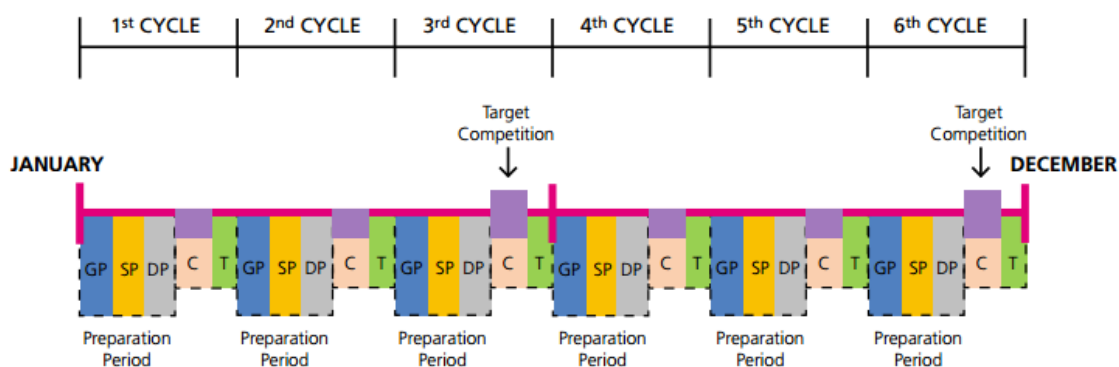 1st CYCLE 2nd CYCLE 3rd CYCLE 4th CYCLE 5th CYCLE 6th CYCLE
Target
Competition
Target
Competition
JANUARY
DECEMBER
GP SP DP C T GP SP DP C T GP SP DP C T GP SP DP C T GP SP DP C T GP SP DP C T
Preparation
Period
Preparation
Period
Preparation
Period
Preparation
Period
Preparation
Period
Preparation
Period